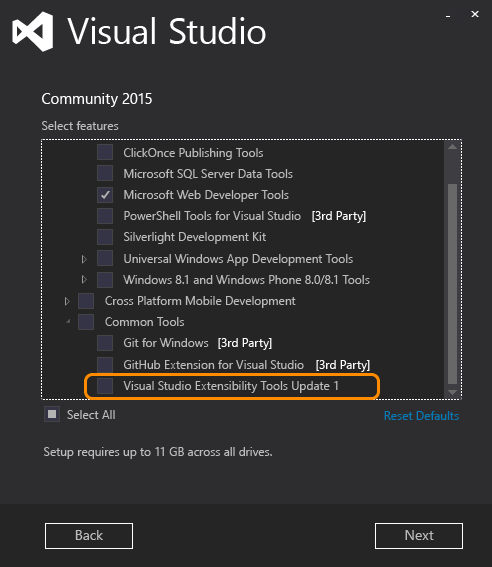 Visual Studio
Community 2015
Select features
ClickOnce Publishing Tools
Microsoft SQL Server Data Tools
Microsoft Web Developer Tools
PowerShell Tools for Visual Studio [3rd Party]
Silverlight Development Kit
Universal Windows App Development Tools
Windows 8.1 and Windows Phone 8.0/8.1 Tools
Cross Platform Mobile Development
Common Tools
Git for Windows [3rd Party]
GitHub Extension for Visual Studio [3rd Party]
Visual Studio Extensibility Tools Update 1
Select All
Reset Defaults
Setup requires up to 11 GB across all drives.
Back
Next